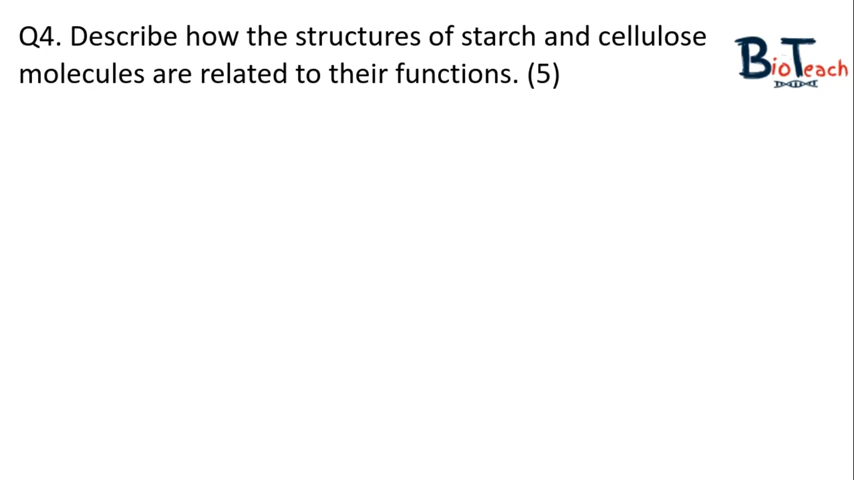 Q4. Describe how the structures of starch and cellulose
molecules are related to their functions. (5)
BioTeach